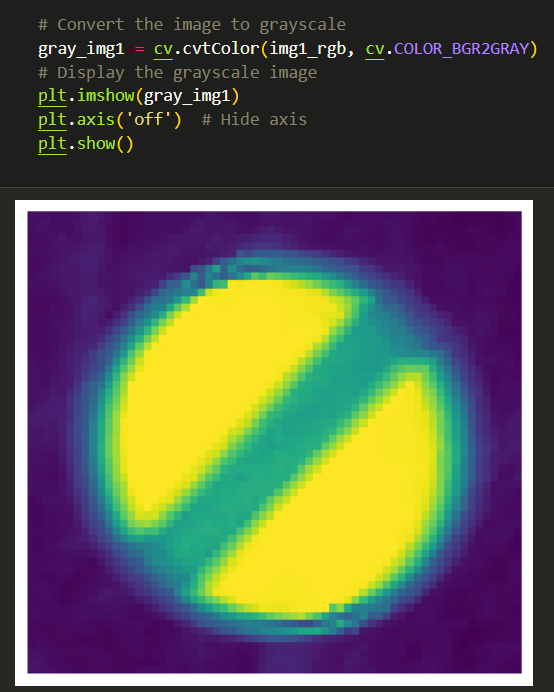 # Convert the image to grayscale
gray_img1 = cv.cvtColor(img1_rgb, cv.COLOR_BGR2GRAY)
# Display the grayscale image
plt.imshow(gray_img1)
plt.axis('off')  # Hide axis
plt.show()